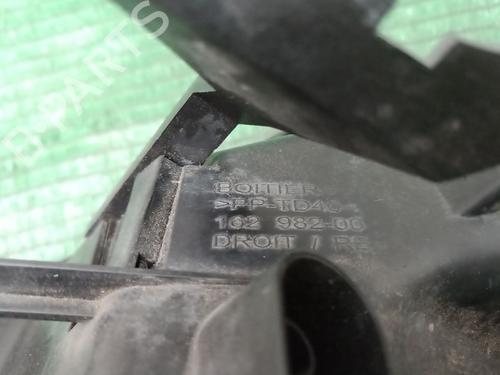 B-PARTS
BOITIER
>PP-TD40
162 982-00
DROIT / RE